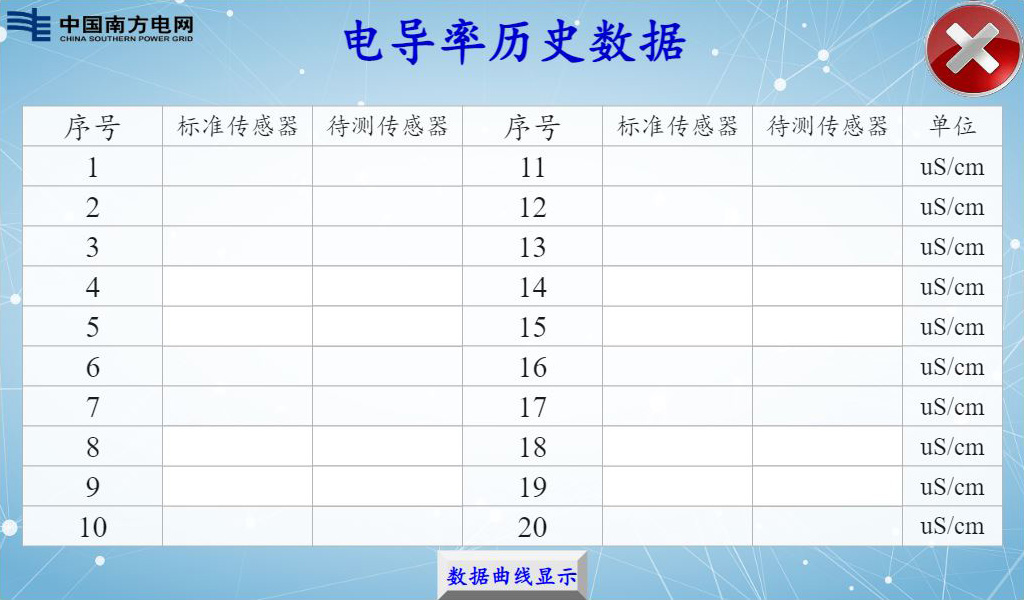 中国南方电网
CHINA SOUTHERN POWER GRID
电导率历史数据
序号 标准传感器 待测传感器 序号 标准传感器 待测传感器 单位
1 11 uS/cm
2 12 uS/cm
3 13 uS/cm
4 14 uS/cm
5 15 uS/cm
6 16 uS/cm
7 17 uS/cm
8 18 uS/cm
9 19 uS/cm
10 20 uS/cm
数据曲线显示